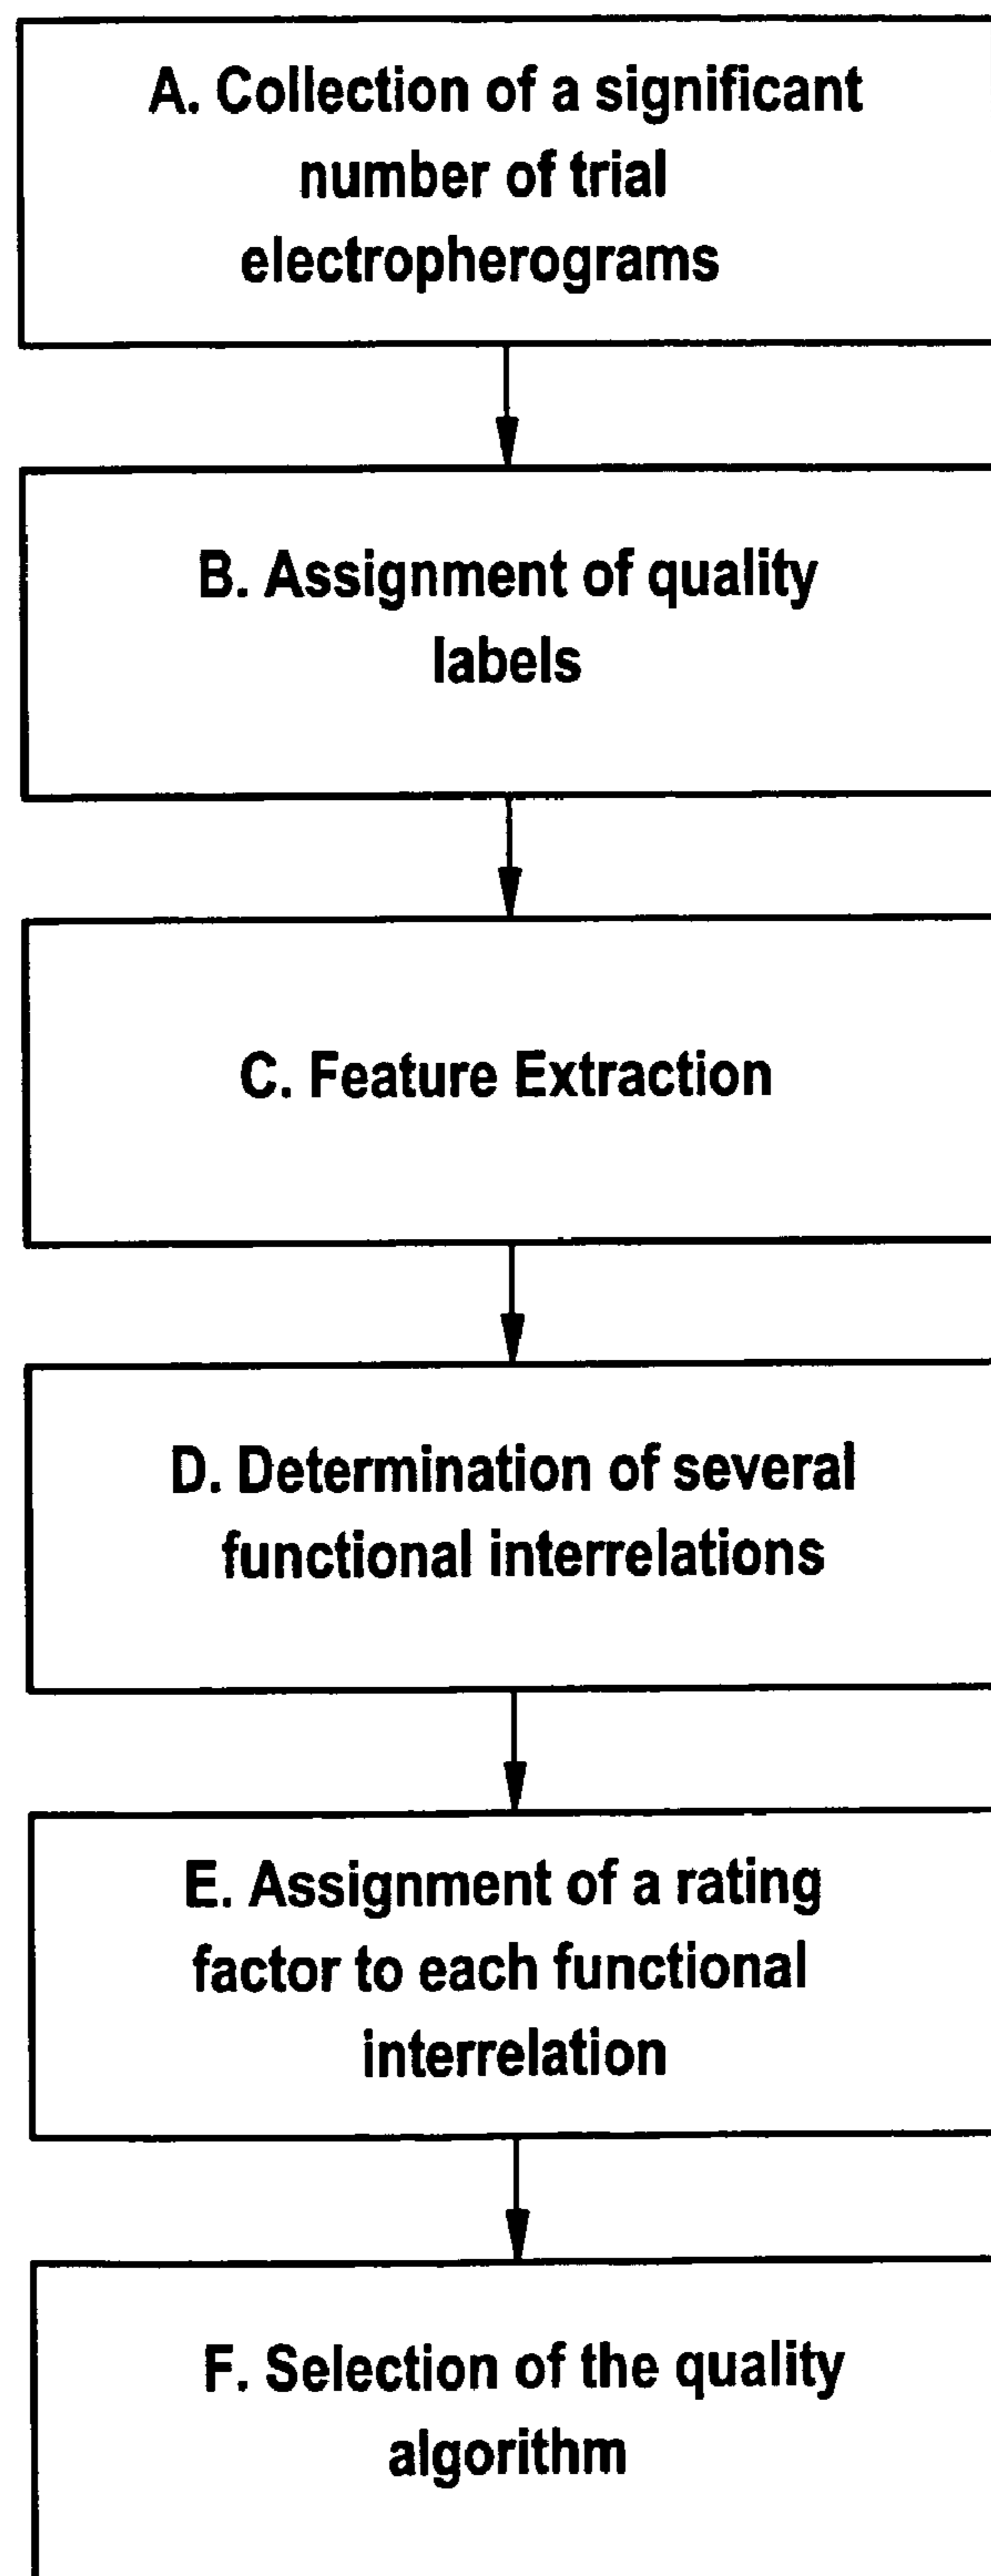 A. Collection of a significant
number of trial
electropherograms
B. Assignment of quality
labels
C. Feature Extraction
D. Determination of several
functional interrelations
E. Assignment of a rating
factor to each functional
interrelation
F. Selection of the quality
algorithm